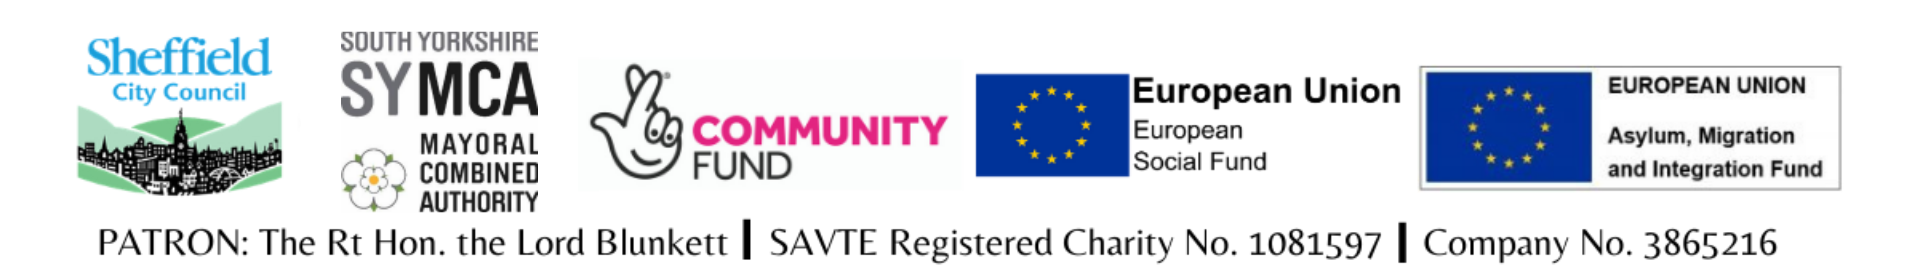 Sheffield
City Council
SOUTH YORKSHIRE
SYMCA
MAYORAL
COMBINED
AUTHORITY
COMMUNITY
FUND
European Union
European
Social Fund
EUROPEAN UNION
Asylum, Migration
and Integration Fund
PATRON: The Rt Hon. the Lord Blunkett | SAVTE Registered Charity No. 1081597 | Company No. 3865216